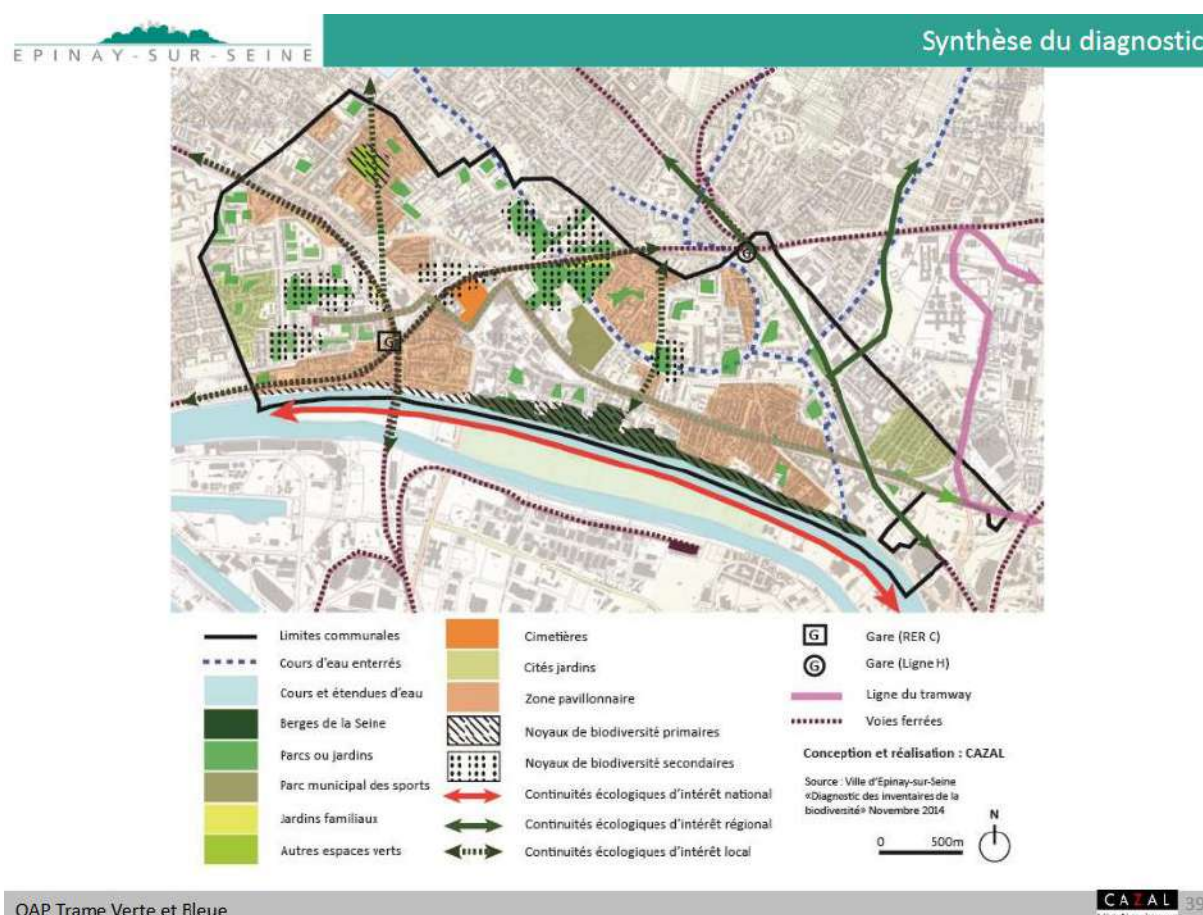 EPINAY-SUR-SEINE
Synthèse du diagnostic
G
G
Limites communales
Cours d'eau enterrés
Cours et étendues d'eau
Berges de la Seine
Parcs ou jardins
Parc municipal des sports
Jardins familiaux
Autres espaces verts
Cimetières
Cités jardins
Zone pavillonnaire
Noyaux de biodiversité primaires
Noyaux de biodiversité secondaires
Continuités écologiques d'intérêt national
Continuités écologiques d'intérêt régional
Continuités écologiques d'intérêt local
G Gare (RER C)
G Gare (Ligne H)
Ligne du tramway
Voies ferrées
Conception et réalisation : CAZAL
Source : Ville d'Epinay-sur-Seine
«Diagnostic des inventaires de la
biodiversité» Novembre 2014
N
0 500m
OAP Trame Verte et Bleue
CAZAL